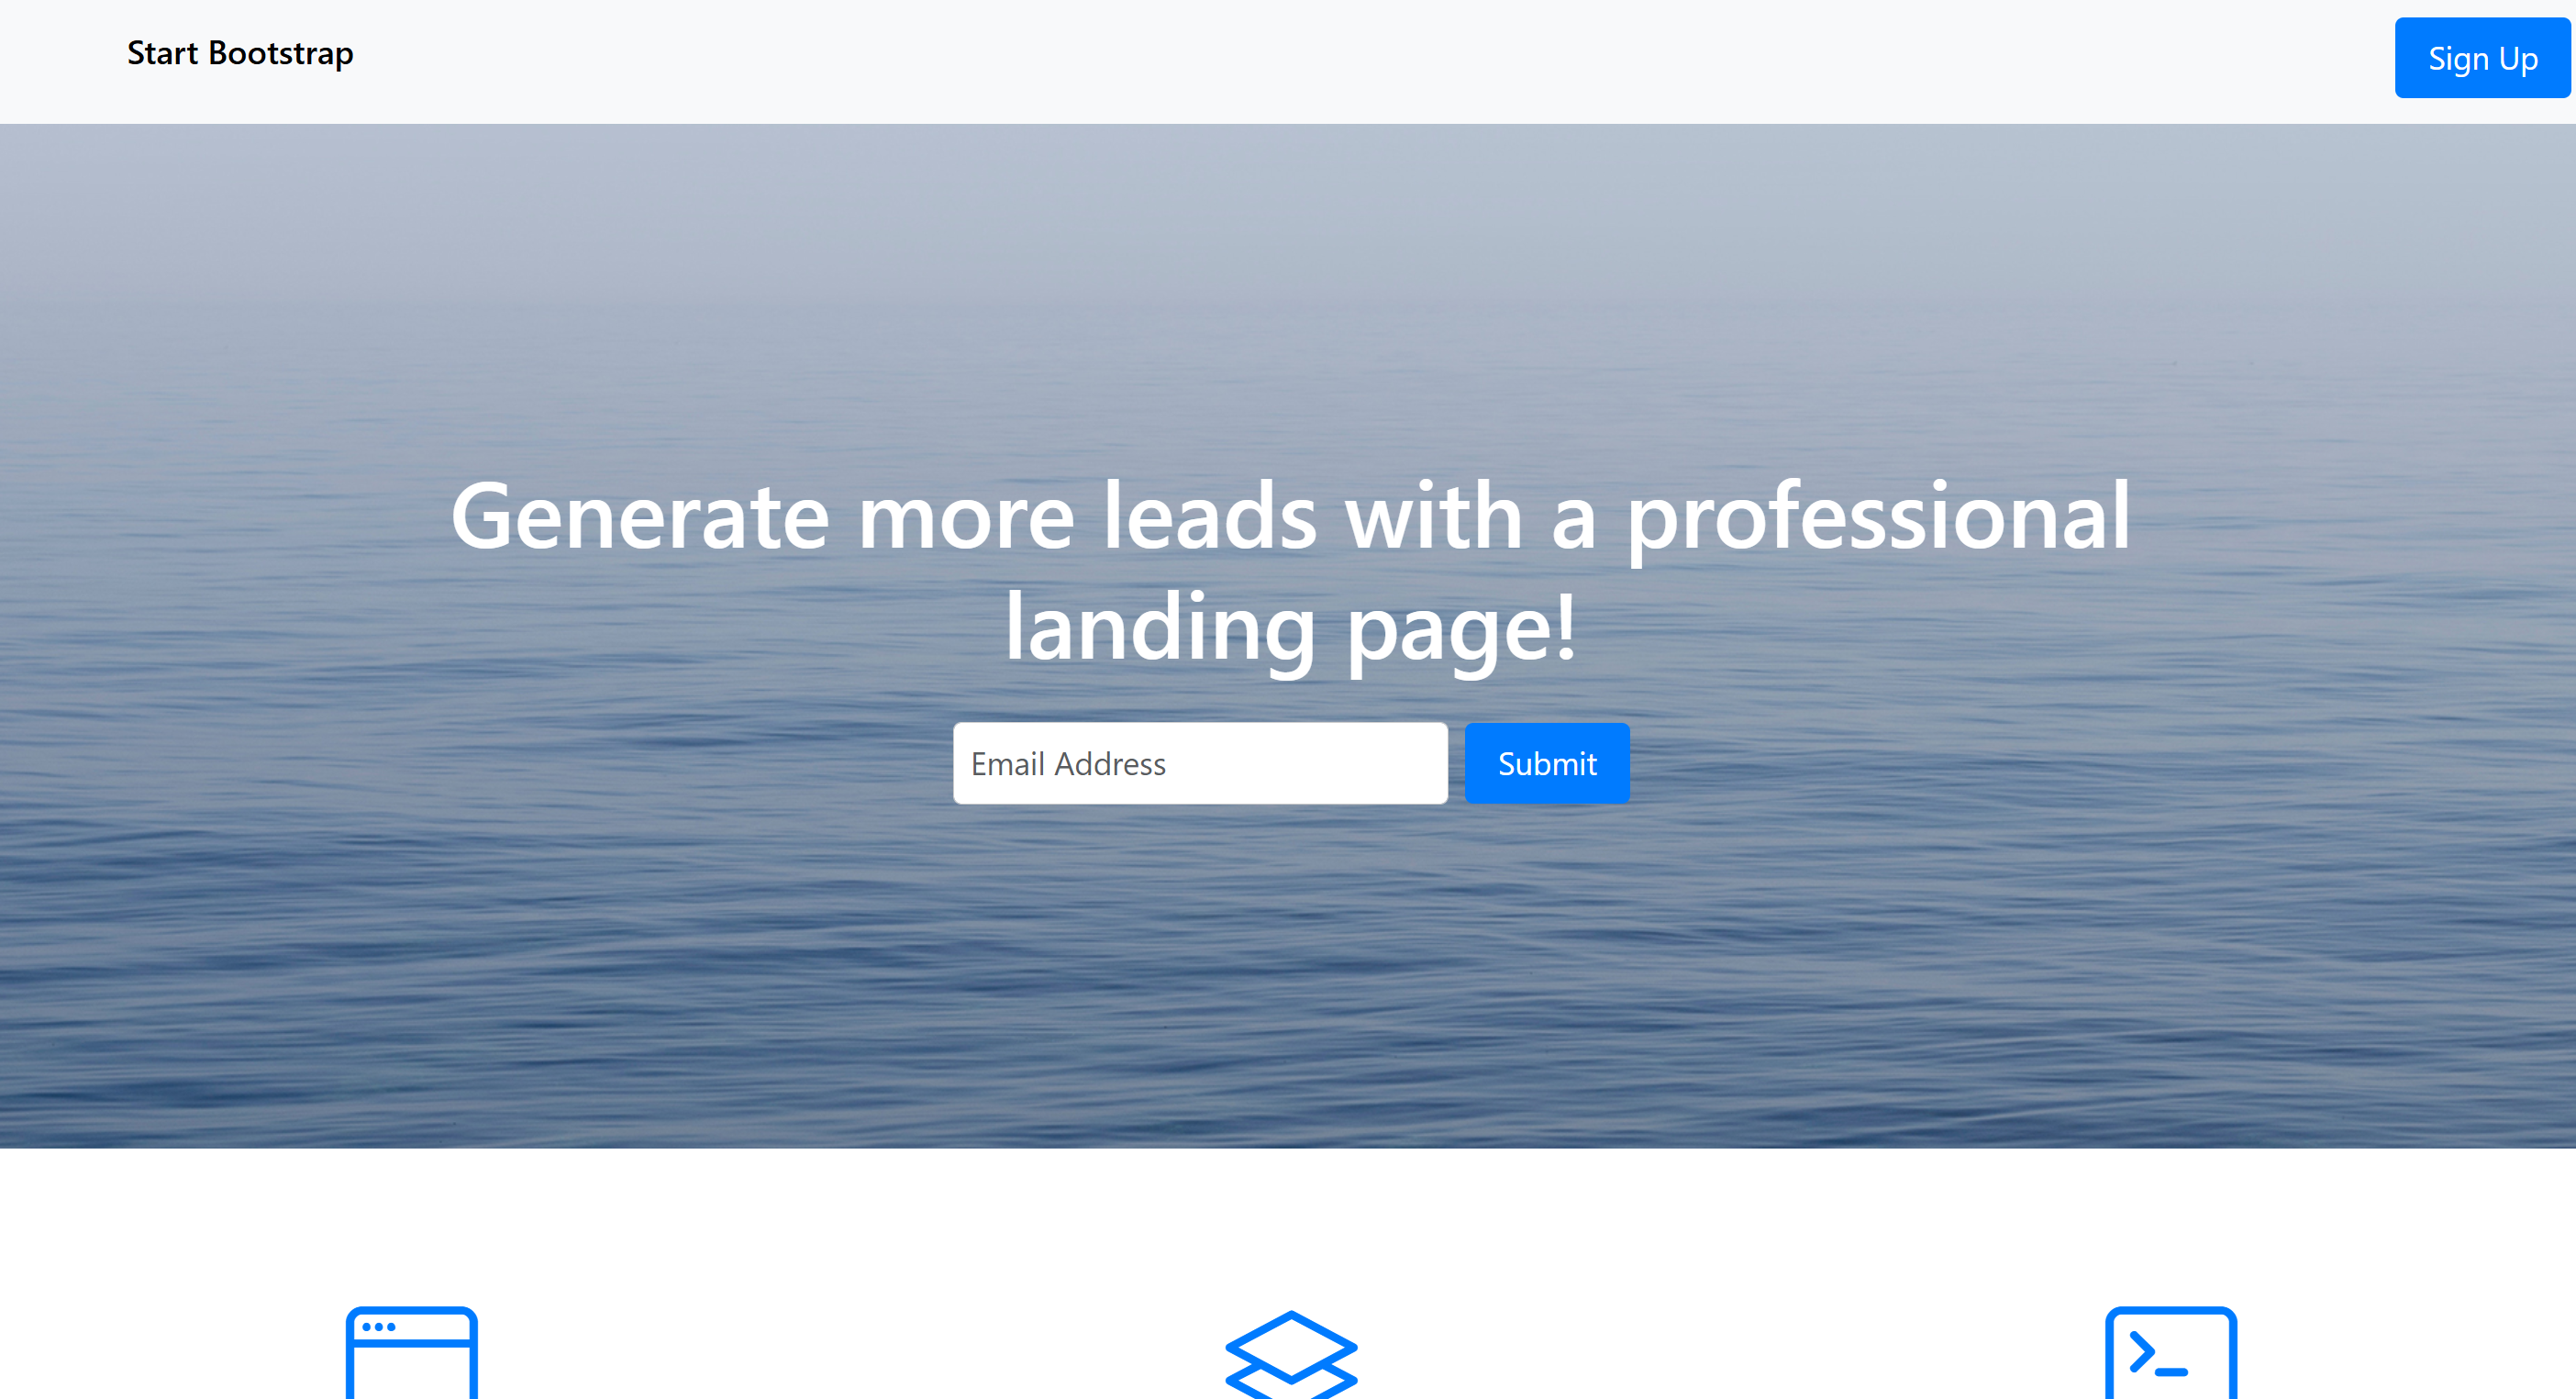 Start Bootstrap
Sign Up
Generate more leads with a professional
landing page!
Email Address
Submit